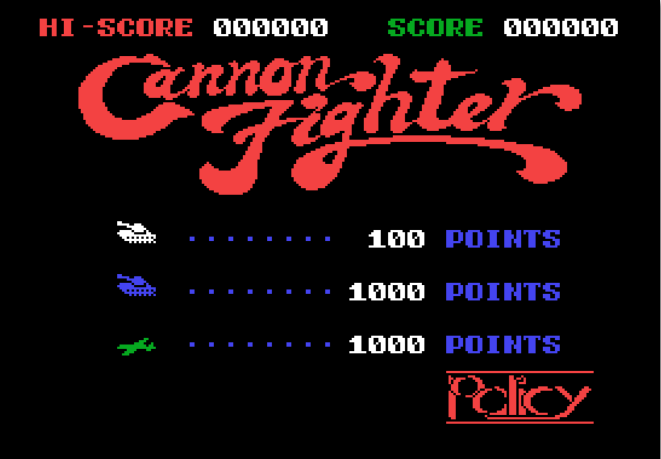 HI-SCORE 000000 SCORE 000000
Cannon
Fighter
........ 100 POINTS
........ 1000 POINTS
........ 1000 POINTS
Policy